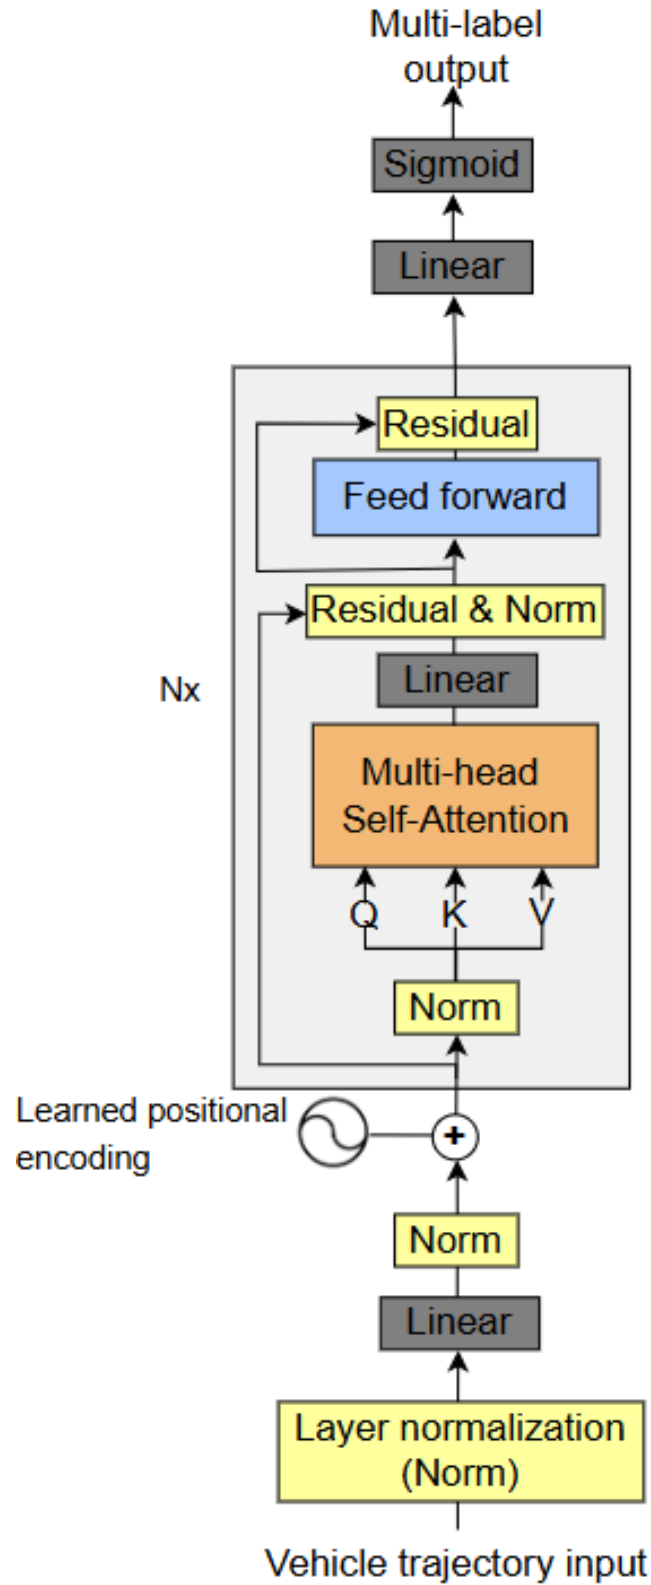 Multi-label
output
Sigmoid
Linear
Residual
Feed forward
Residual & Norm
Linear
Nx
Multi-head
Self-Attention
Q K V
Norm
Learned positional
encoding
+
Norm
Linear
Layer normalization
(Norm)
Vehicle trajectory input